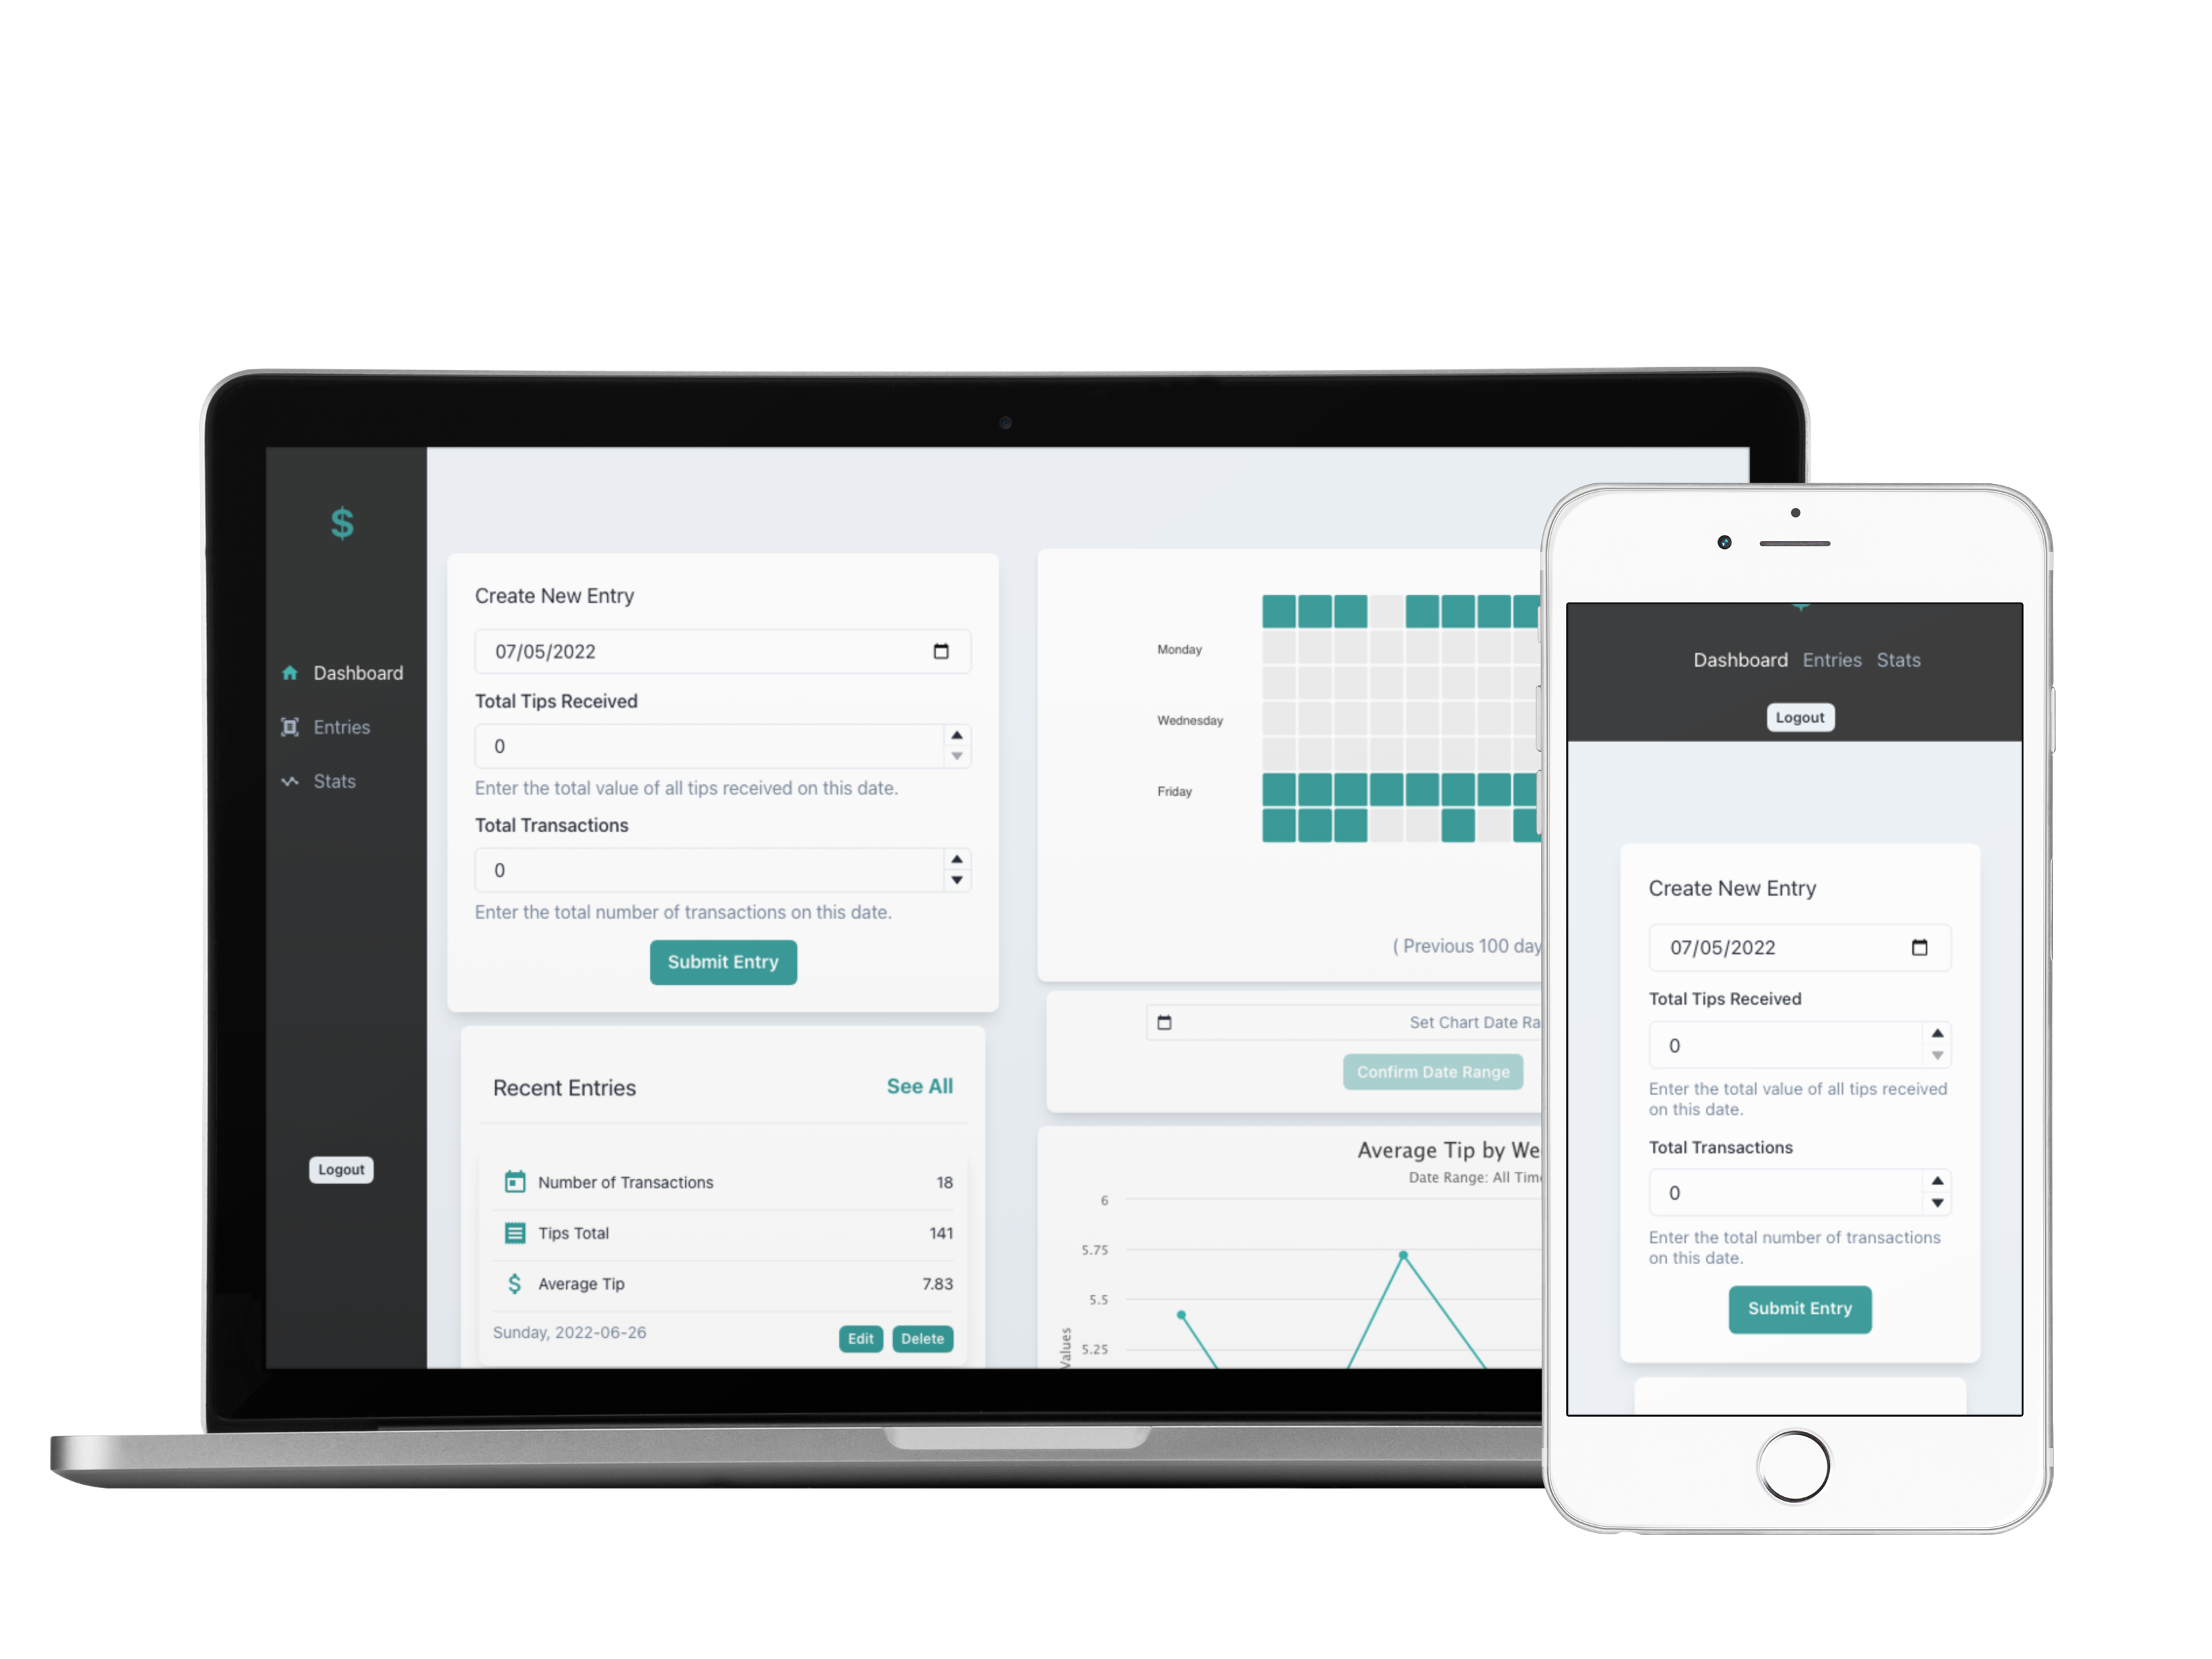 $
Dashboard
Entries
Stats
Logout
Create New Entry
07/05/2022
Total Tips Received
0
Enter the total value of all tips received on this date.
Total Transactions
0
Enter the total number of transactions on this date.
Submit Entry
Recent Entries
See All
Number of Transactions
18
Tips Total
141
$
Average Tip
7.83
Sunday, 2022-06-26
Edit
Delete
Monday
Wednesday
Friday
( Previous 100 day
Set Chart Date Ra
Confirm Date Range
Average Tip by We
Date Range: All Time
6
5.75
5.5
5.25
Values
Dashboard Entries Stats
Logout
Create New Entry
07/05/2022
Total Tips Received
0
Enter the total value of all tips received
on this date.
Total Transactions
0
Enter the total number of transactions
on this date.
Submit Entry